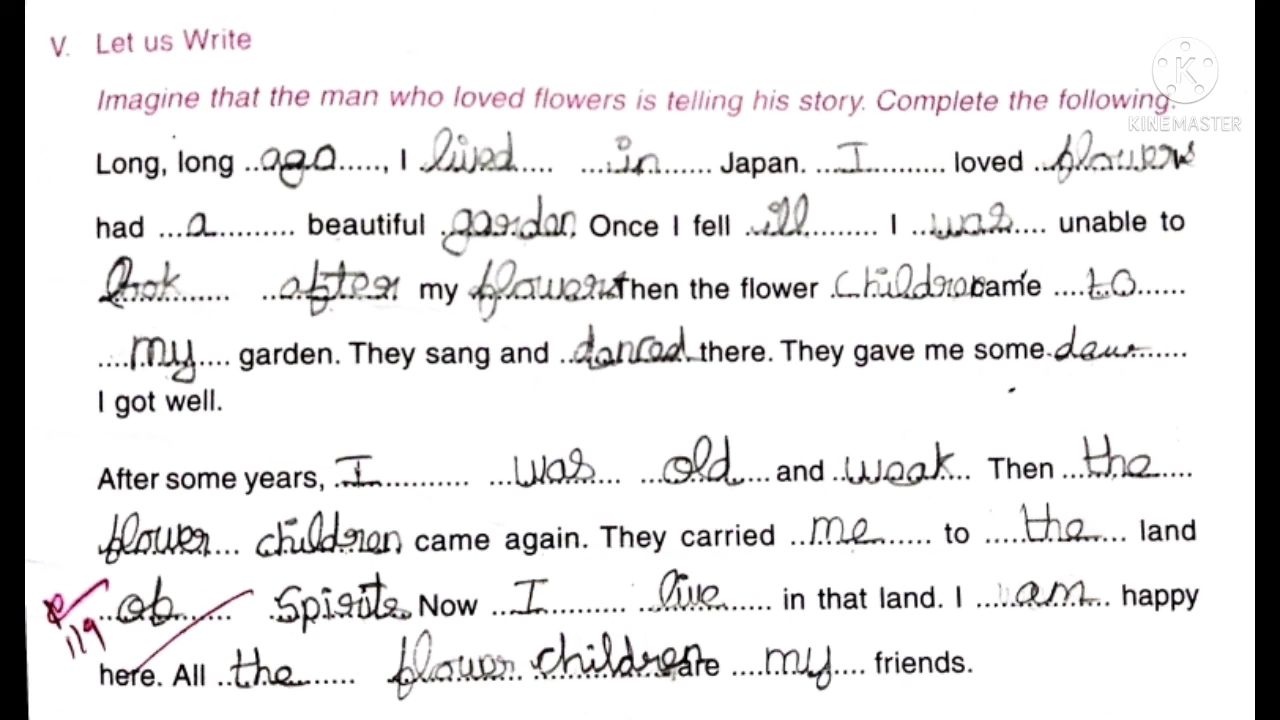 V. Let us Write
Imagine that the man who loved flowers is telling his story. Complete the following.
KINEMASTER
Long, long ..ago....., I .lived.... ....in....... Japan. ...I.......... loved ..flowers
had ...a.......... beautiful .garden. Once I fell ..ill......... I ...was.... unable to
look.......... ..after. my .flowers Then the flower .Children came ....to......
....my.... garden. They sang and ..danced. there. They gave me some.dew.......
I got well.
After some years, .I........... ...was.... ...old.... and ..weak.. Then ...the.....
flower... children. came again. They carried ..me....... to .....the.... land
..of....... Spirits. Now ...I.......... .live........ in that land. I ....am... happy
1/9
here. All ..the....... flower. children are ....my.... friends.